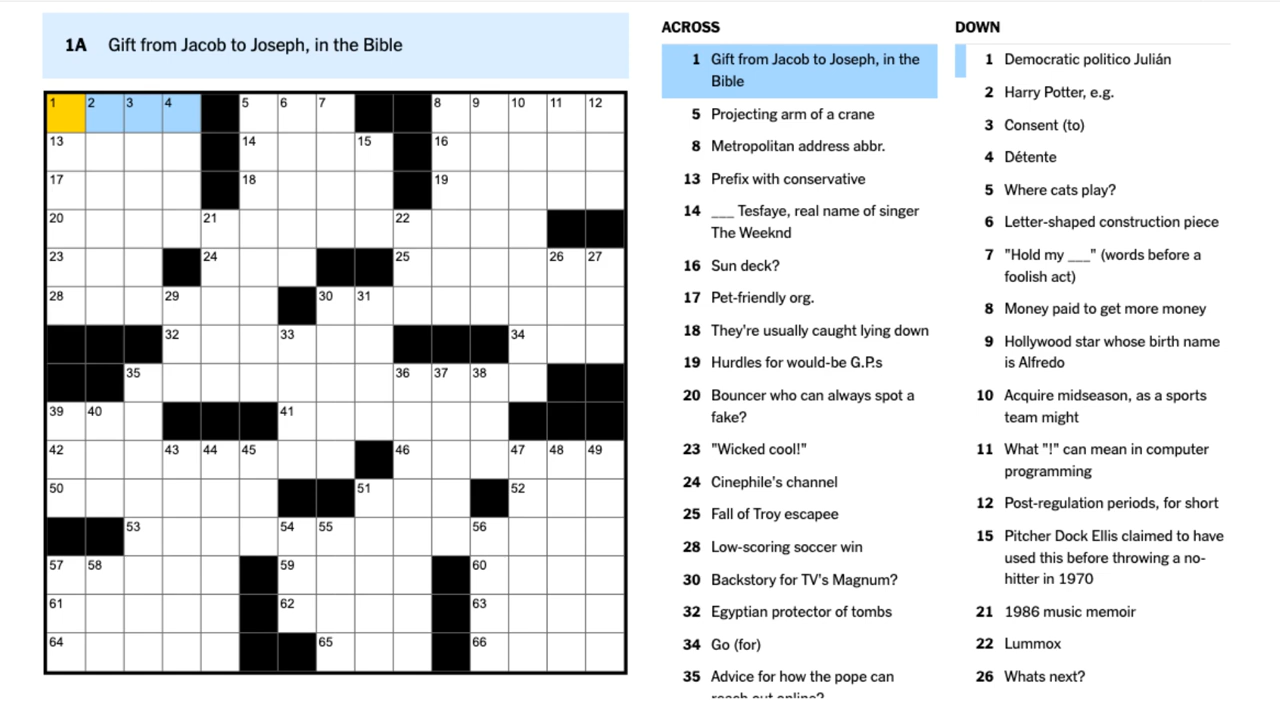 1A Gift from Jacob to Joseph, in the Bible
1 2 3 4 5 6 7 8 9 10 11 12
13 14 15 16
17 18 19
20 21 22
23 24 25 26 27
28 29 30 31
32 33 34
35 36 37 38
39 40 41
42 43 44 45 46 47 48 49
50 51 52
53 54 55 56
57 58 59 60
61 62 63
64 65 66
ACROSS
1 Gift from Jacob to Joseph, in the
Bible
5 Projecting arm of a crane
8 Metropolitan address abbr.
13 Prefix with conservative
14 ___ Tesfaye, real name of singer
The Weeknd
16 Sun deck?
17 Pet-friendly org.
18 They're usually caught lying down
19 Hurdles for would-be G.P.s
20 Bouncer who can always spot a
fake?
23 "Wicked cool!"
24 Cinephile's channel
25 Fall of Troy escapee
28 Low-scoring soccer win
30 Backstory for TV's Magnum?
32 Egyptian protector of tombs
34 Go (for)
35 Advice for how the pope can
reach out online?
DOWN
1 Democratic politico Julián
2 Harry Potter, e.g.
3 Consent (to)
4 Détente
5 Where cats play?
6 Letter-shaped construction piece
7 "Hold my ___" (words before a
foolish act)
8 Money paid to get more money
9 Hollywood star whose birth name
is Alfredo
10 Acquire midseason, as a sports
team might
11 What "!" can mean in computer
programming
12 Post-regulation periods, for short
15 Pitcher Dock Ellis claimed to have
used this before throwing a no-
hitter in 1970
21 1986 music memoir
22 Lummox
26 Whats next?